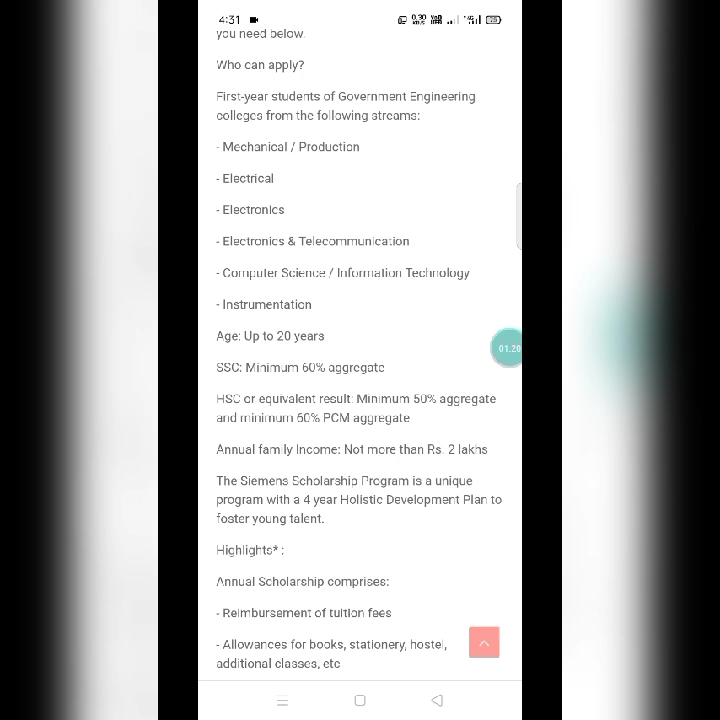 4:31
0.30
you need below.
Who can apply?
First-year students of Government Engineering
colleges from the following streams:
- Mechanical / Production
- Electrical
- Electronics
- Electronics & Telecommunication
- Computer Science / Information Technology
- Instrumentation
Age: Up to 20 years
01:20
SSC: Minimum 60% aggregate
HSC or equivalent result: Minimum 50% aggregate
and minimum 60% PCM aggregate
Annual family Income: Not more than Rs. 2 lakhs
The Siemens Scholarship Program is a unique
program with a 4 year Holistic Development Plan to
foster young talent.
Highlights* :
Annual Scholarship comprises:
- Reimbursement of tuition fees
- Allowances for books, stationery, hostel,
additional classes, etc